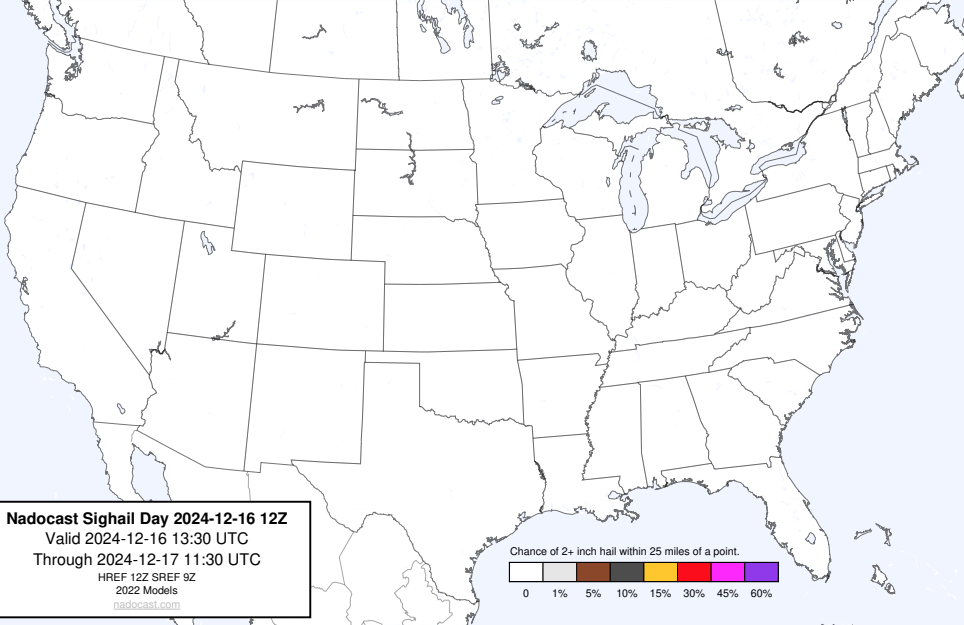 Nadocast Sighail Day 2024-12-16 12Z
Valid 2024-12-16 13:30 UTC
Through 2024-12-17 11:30 UTC
HREF 12Z SREF 9Z
2022 Models
nadocast.com
Chance of 2+ inch hail within 25 miles of a point.
0 1% 5% 10% 15% 30% 45% 60%